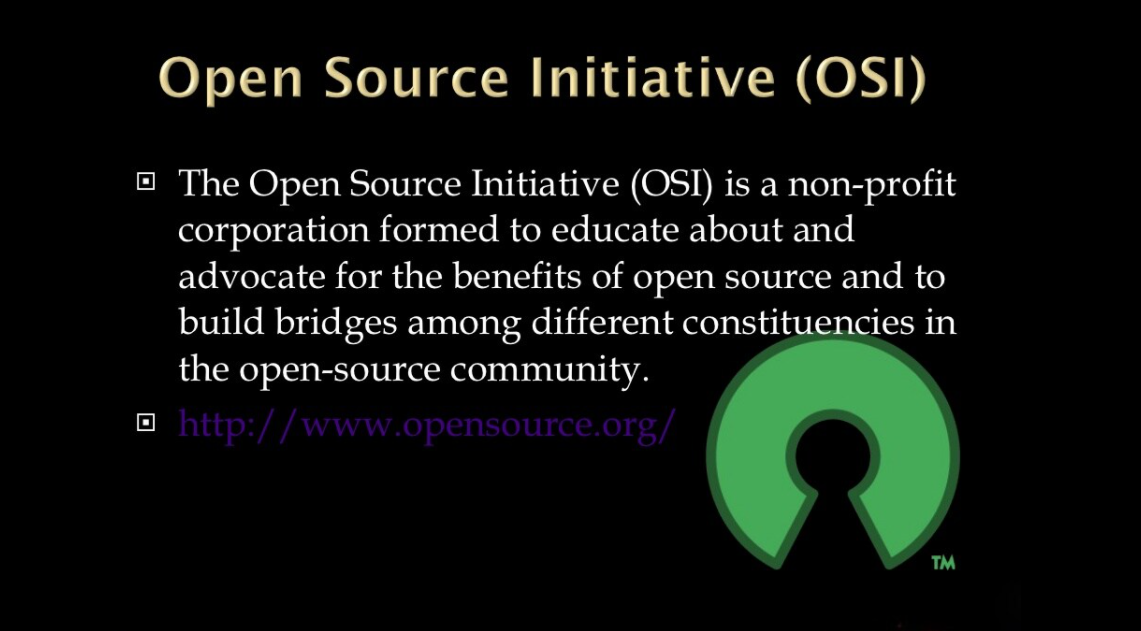 Open Source Initiative (OSI)
The Open Source Initiative (OSI) is a non-profit
corporation formed to educate about and
advocate for the benefits of open source and to
build bridges among different constituencies in
the open-source community.
http://www.opensource.org/
TM